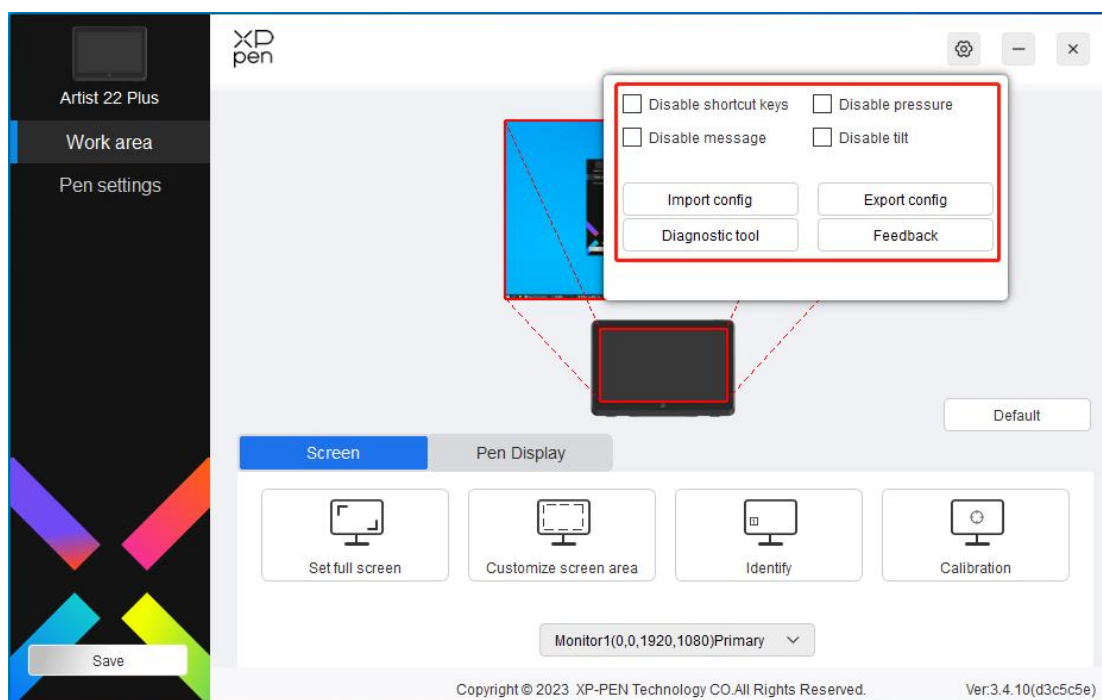 XP
pen
Artist 22 Plus
Work area
Pen settings
Save
Disable shortcut keys
Disable pressure
Disable message
Disable tilt
Import config
Export config
Diagnostic tool
Feedback
Default
Screen
Pen Display
Set full screen
Customize screen area
1
Identify
Calibration
Monitor1(0,0,1920,1080)Primary
Copyright © 2023 XP-PEN Technology CO.All Rights Reserved.
Ver:3.4.10(d3c5c5e)